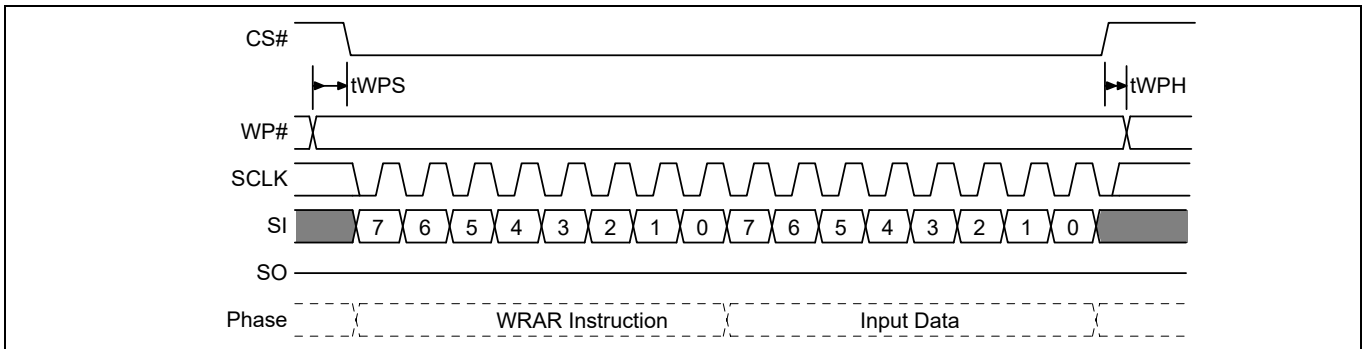 CS#
tWPS tWPH
WP#
SCLK
SI 7 6 5 4 3 2 1 0 7 6 5 4 3 2 1 0
SO
Phase WRAR Instruction Input Data